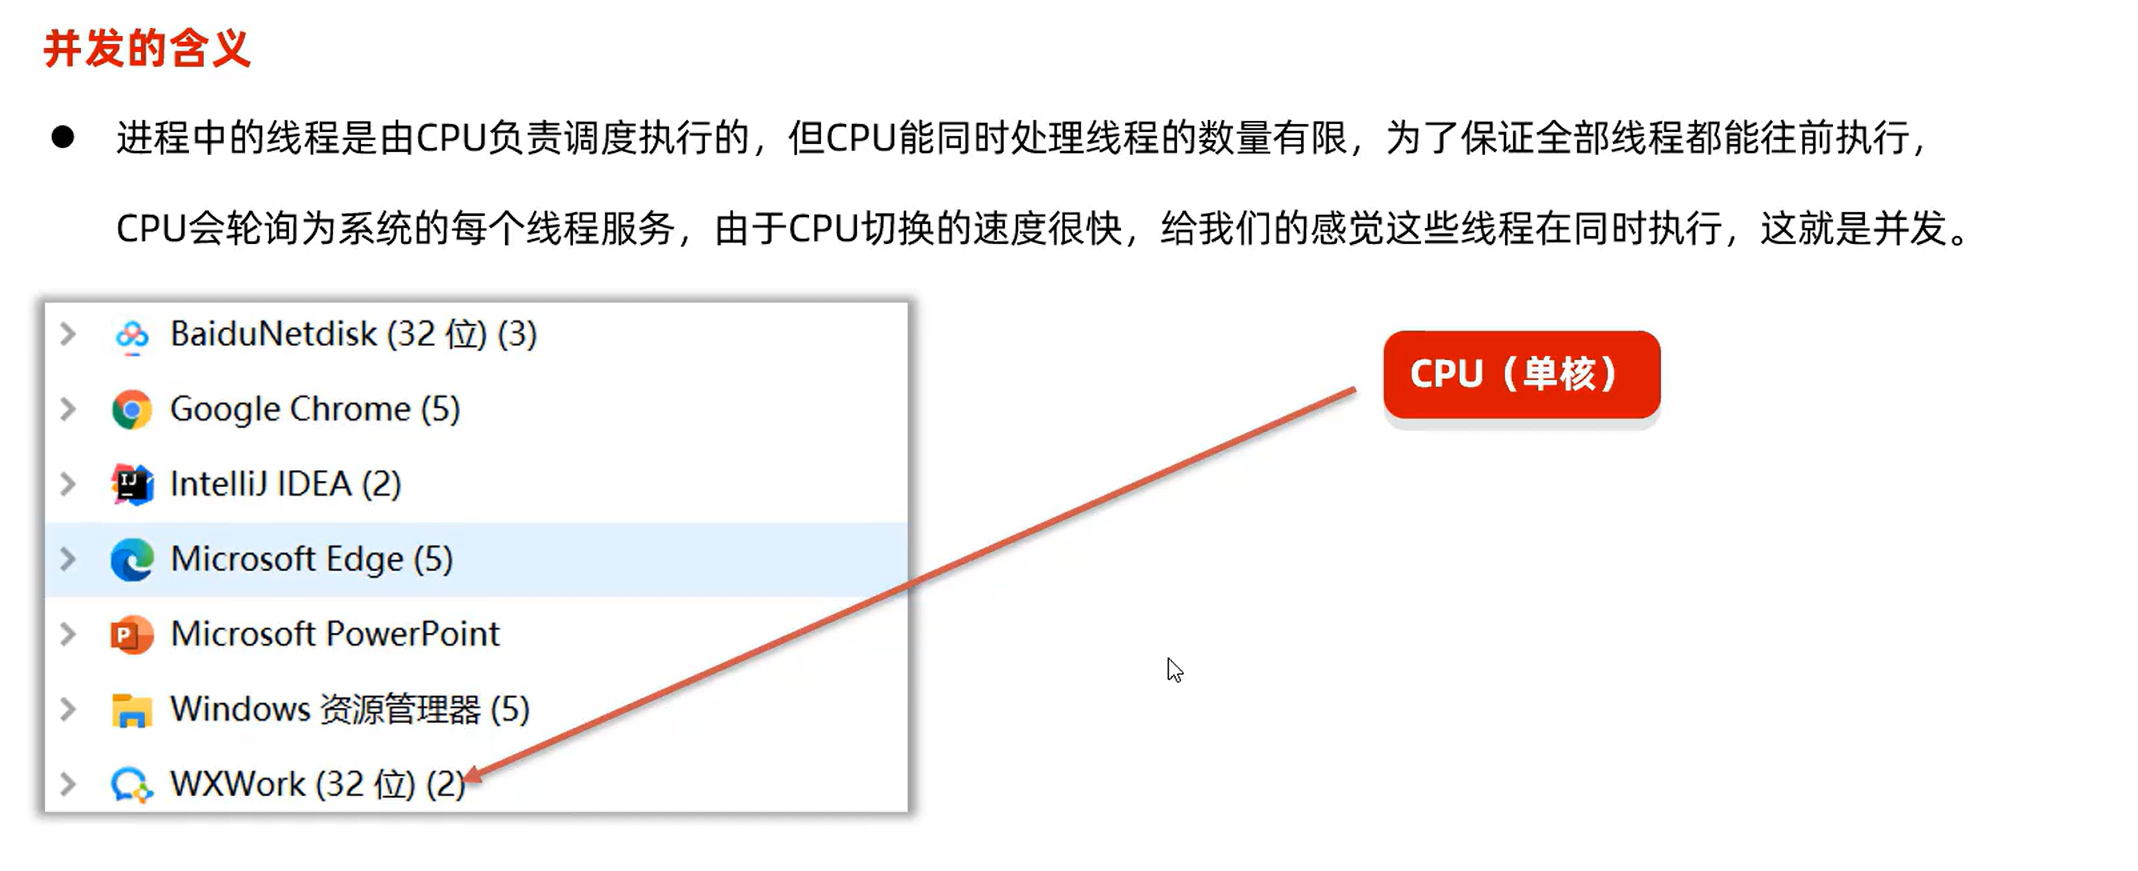 并发的含义
● 进程中的线程是由CPU负责调度执行的，但CPU能同时处理线程的数量有限，为了保证全部线程都能往前执行，
CPU会轮询为系统的每个线程服务，由于CPU切换的速度很快，给我们的感觉这些线程在同时执行，这就是并发。
BaiduNetdisk (32 位) (3)
CPU（单核）
Google Chrome (5)
IntelliJ IDEA (2)
Microsoft Edge (5)
Microsoft PowerPoint
Windows 资源管理器 (5)
WXWork (32 位) (2)